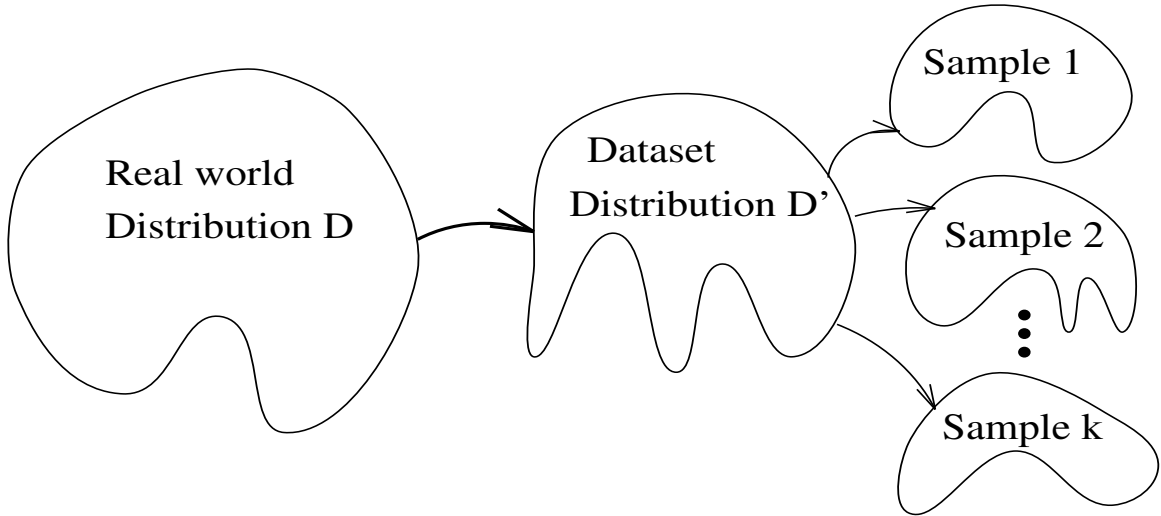 Real world
Distribution D
Dataset
Distribution D’
Sample 1
Sample 2
Sample k